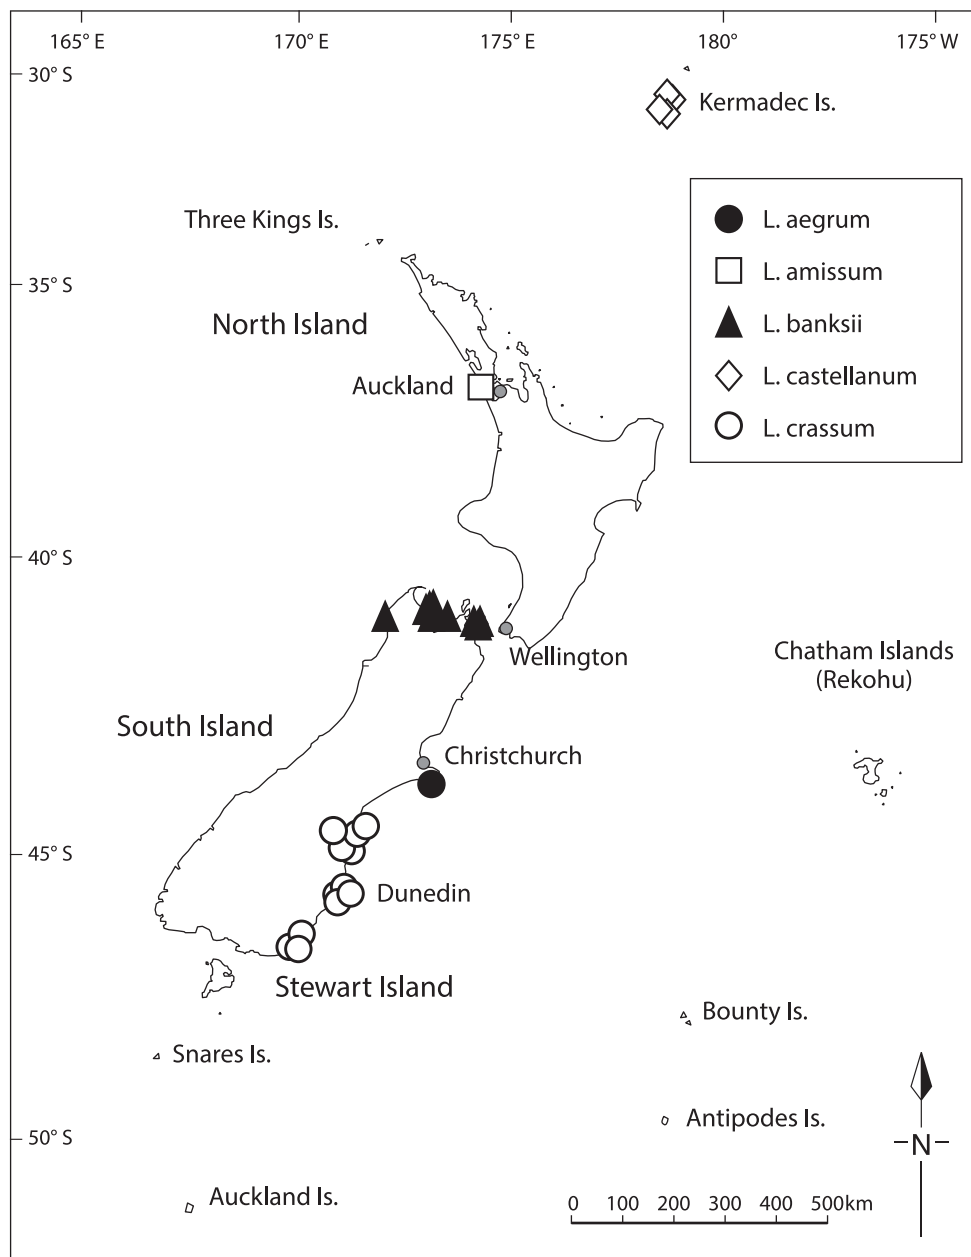 165° E
170° E
175° E
180°
175° W
30° S
Kermadec Is.
Three Kings Is.
L. aegrum
L. amissum
L. banksii
L. castellanum
L. crassum
35° S
North Island
Auckland
40° S
Wellington
Chatham Islands
(Rekohu)
South Island
Christchurch
45° S
Dunedin
Stewart Island
Bounty Is.
Snares Is.
Antipodes Is.
50° S
N
Auckland Is.
0 100 200 300 400 500km